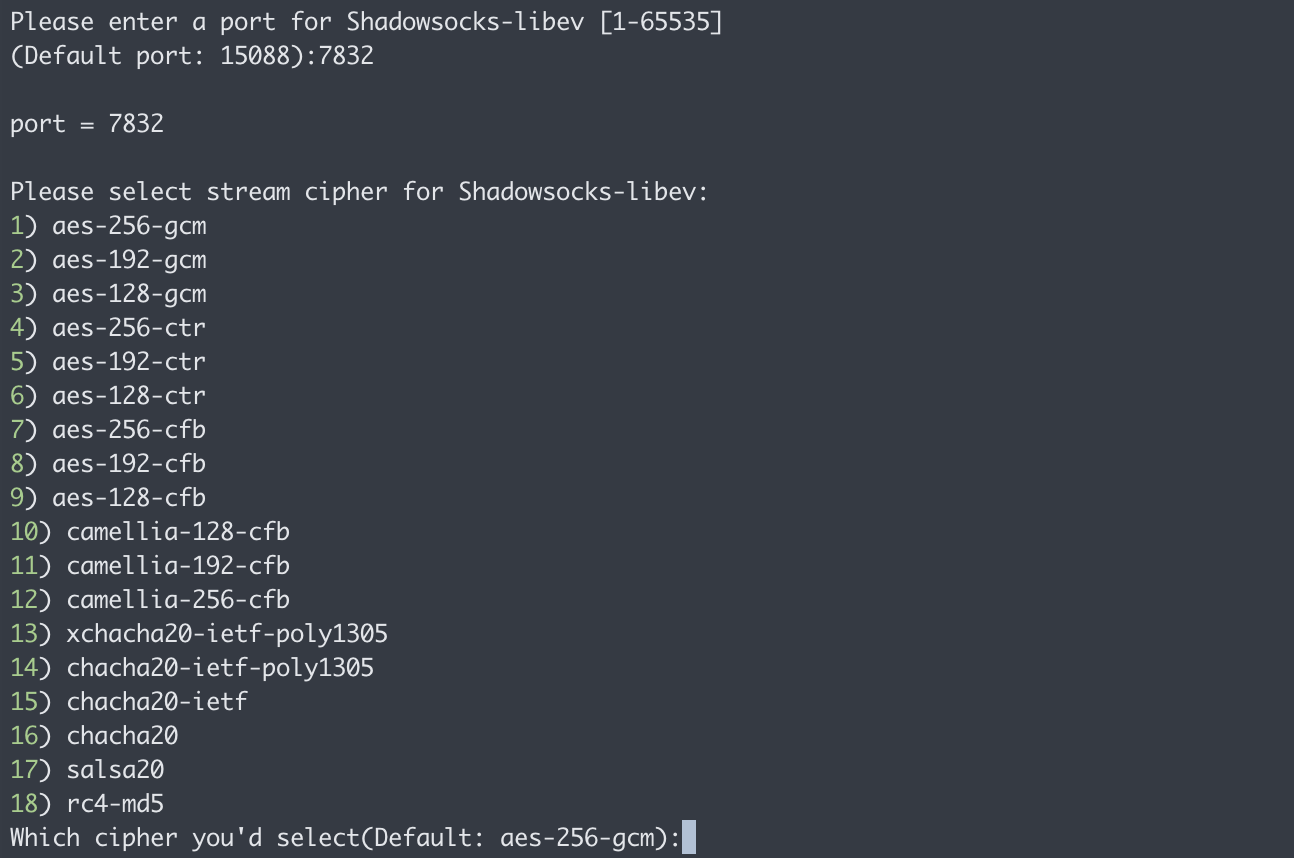 Please enter a port for Shadowsocks-libev [1-65535]
(Default port: 15088):7832
port = 7832
Please select stream cipher for Shadowsocks-libev:
1) aes-256-gcm
2) aes-192-gcm
3) aes-128-gcm
4) aes-256-ctr
5) aes-192-ctr
6) aes-128-ctr
7) aes-256-cfb
8) aes-192-cfb
9) aes-128-cfb
10) camellia-128-cfb
11) camellia-192-cfb
12) camellia-256-cfb
13) xchacha20-ietf-poly1305
14) chacha20-ietf-poly1305
15) chacha20-ietf
16) chacha20
17) salsa20
18) rc4-md5
Which cipher you'd select(Default: aes-256-gcm):